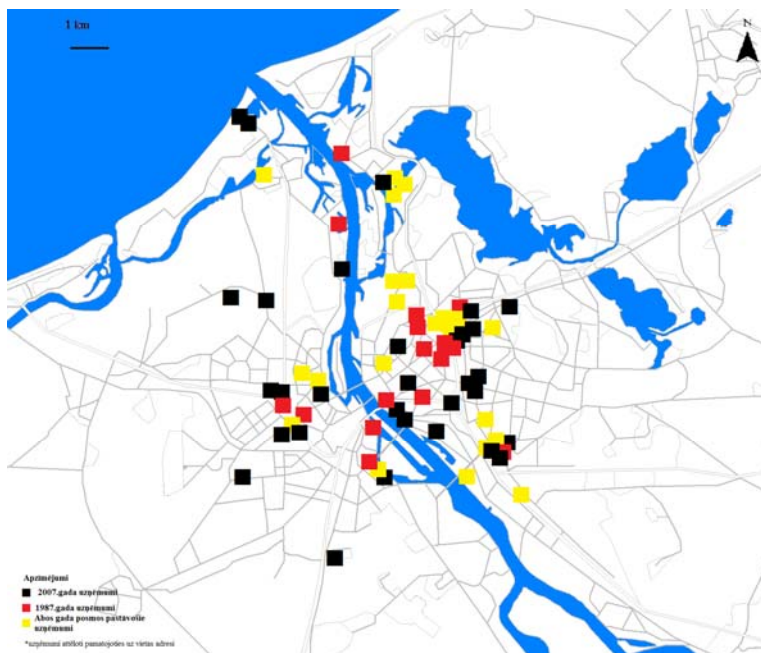 1 km
N
Apzīmējumi
2007.gada uzņēmumi
1987.gada uzņēmumi
Abos gada posmos pastāvošie
uzņēmumi
*uzņēmumi attēloti pamatojoties uz vietas adresi